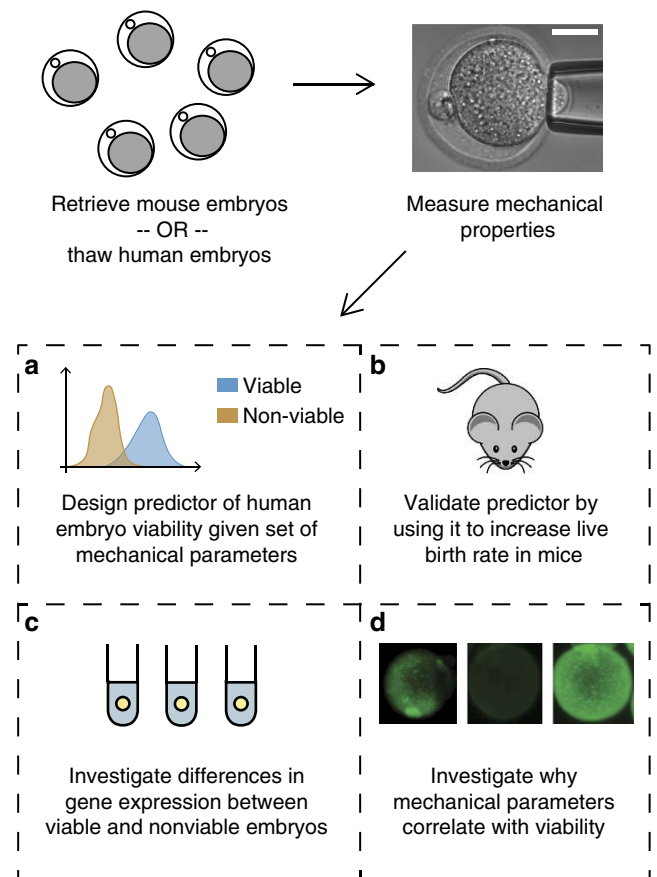 Retrieve mouse embryos
-- OR --
thaw human embryos
Measure mechanical
properties
a
Viable
Non-viable
Design predictor of human
embryo viability given set of
mechanical parameters
b
Validate predictor by
using it to increase live
birth rate in mice
c
Investigate differences in
gene expression between
viable and nonviable embryos
d
Investigate why
mechanical parameters
correlate with viability